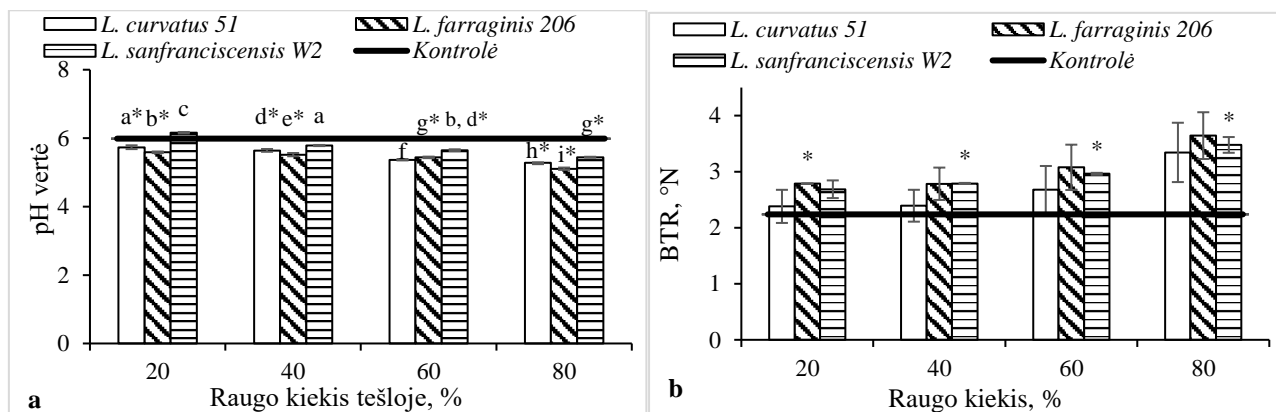 L. curvatus 51 L. farraginis 206
L. sanfranciscensis W2 Kontrolė
8
6
4
2
0
pH vertė
a* b* c d* e* a f g* b, d* h* i* g*
20 40 60 80
Raugo kiekis tešloje, %
a
L. curvatus 51 L. farraginis 206
L. sanfranciscensis W2 Kontrolė
4
3
2
1
0
BTR, °N
* * * *
20 40 60 80
Raugo kiekis, %
b